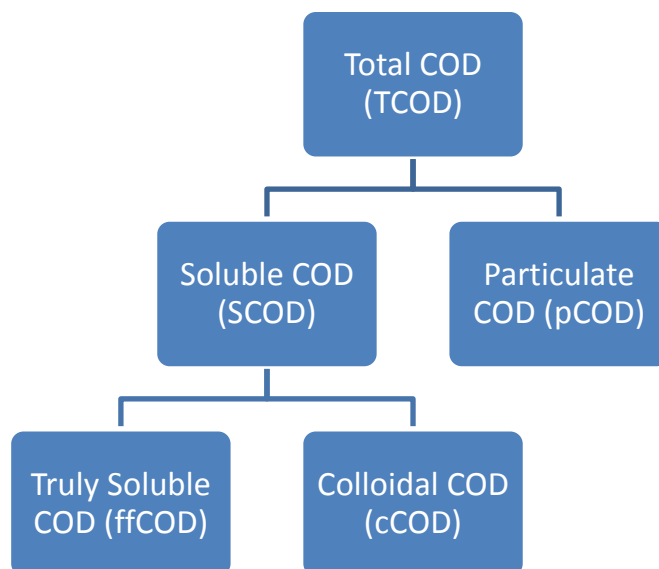 Total COD
(TCOD)
Soluble COD
(SCOD)
Particulate
COD (pCOD)
Truly Soluble
COD (ffCOD)
Colloidal COD
(cCOD)